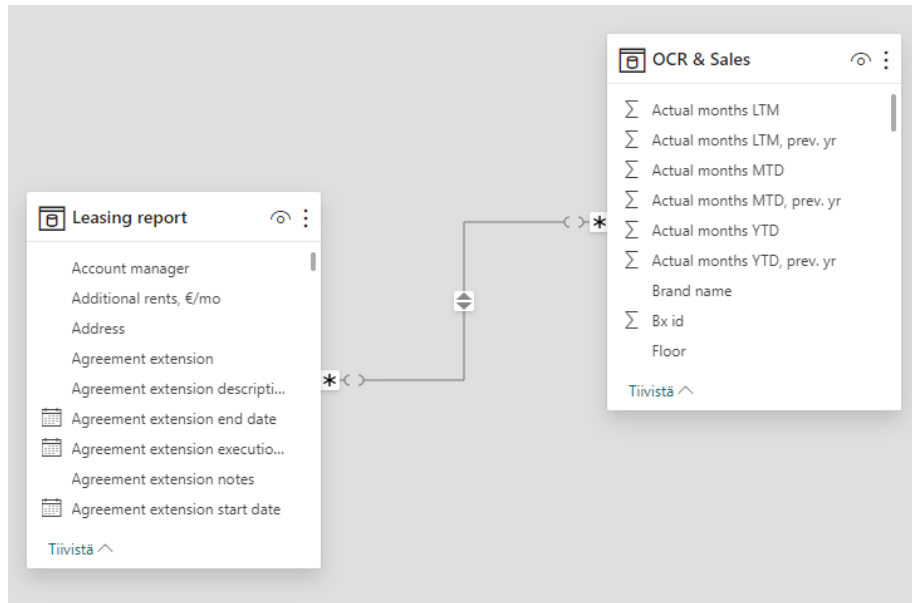 Leasing report
Account manager
Additional rents, €/mo
Address
Agreement extension
Agreement extension descripti...
Agreement extension end date
Agreement extension executio...
Agreement extension notes
Agreement extension start date
Tiivistä
OCR & Sales
Actual months LTM
Actual months LTM, prev. yr
Actual months MTD
Actual months MTD, prev. yr
Actual months YTD
Actual months YTD, prev. yr
Brand name
Bx id
Floor
Tiivistä